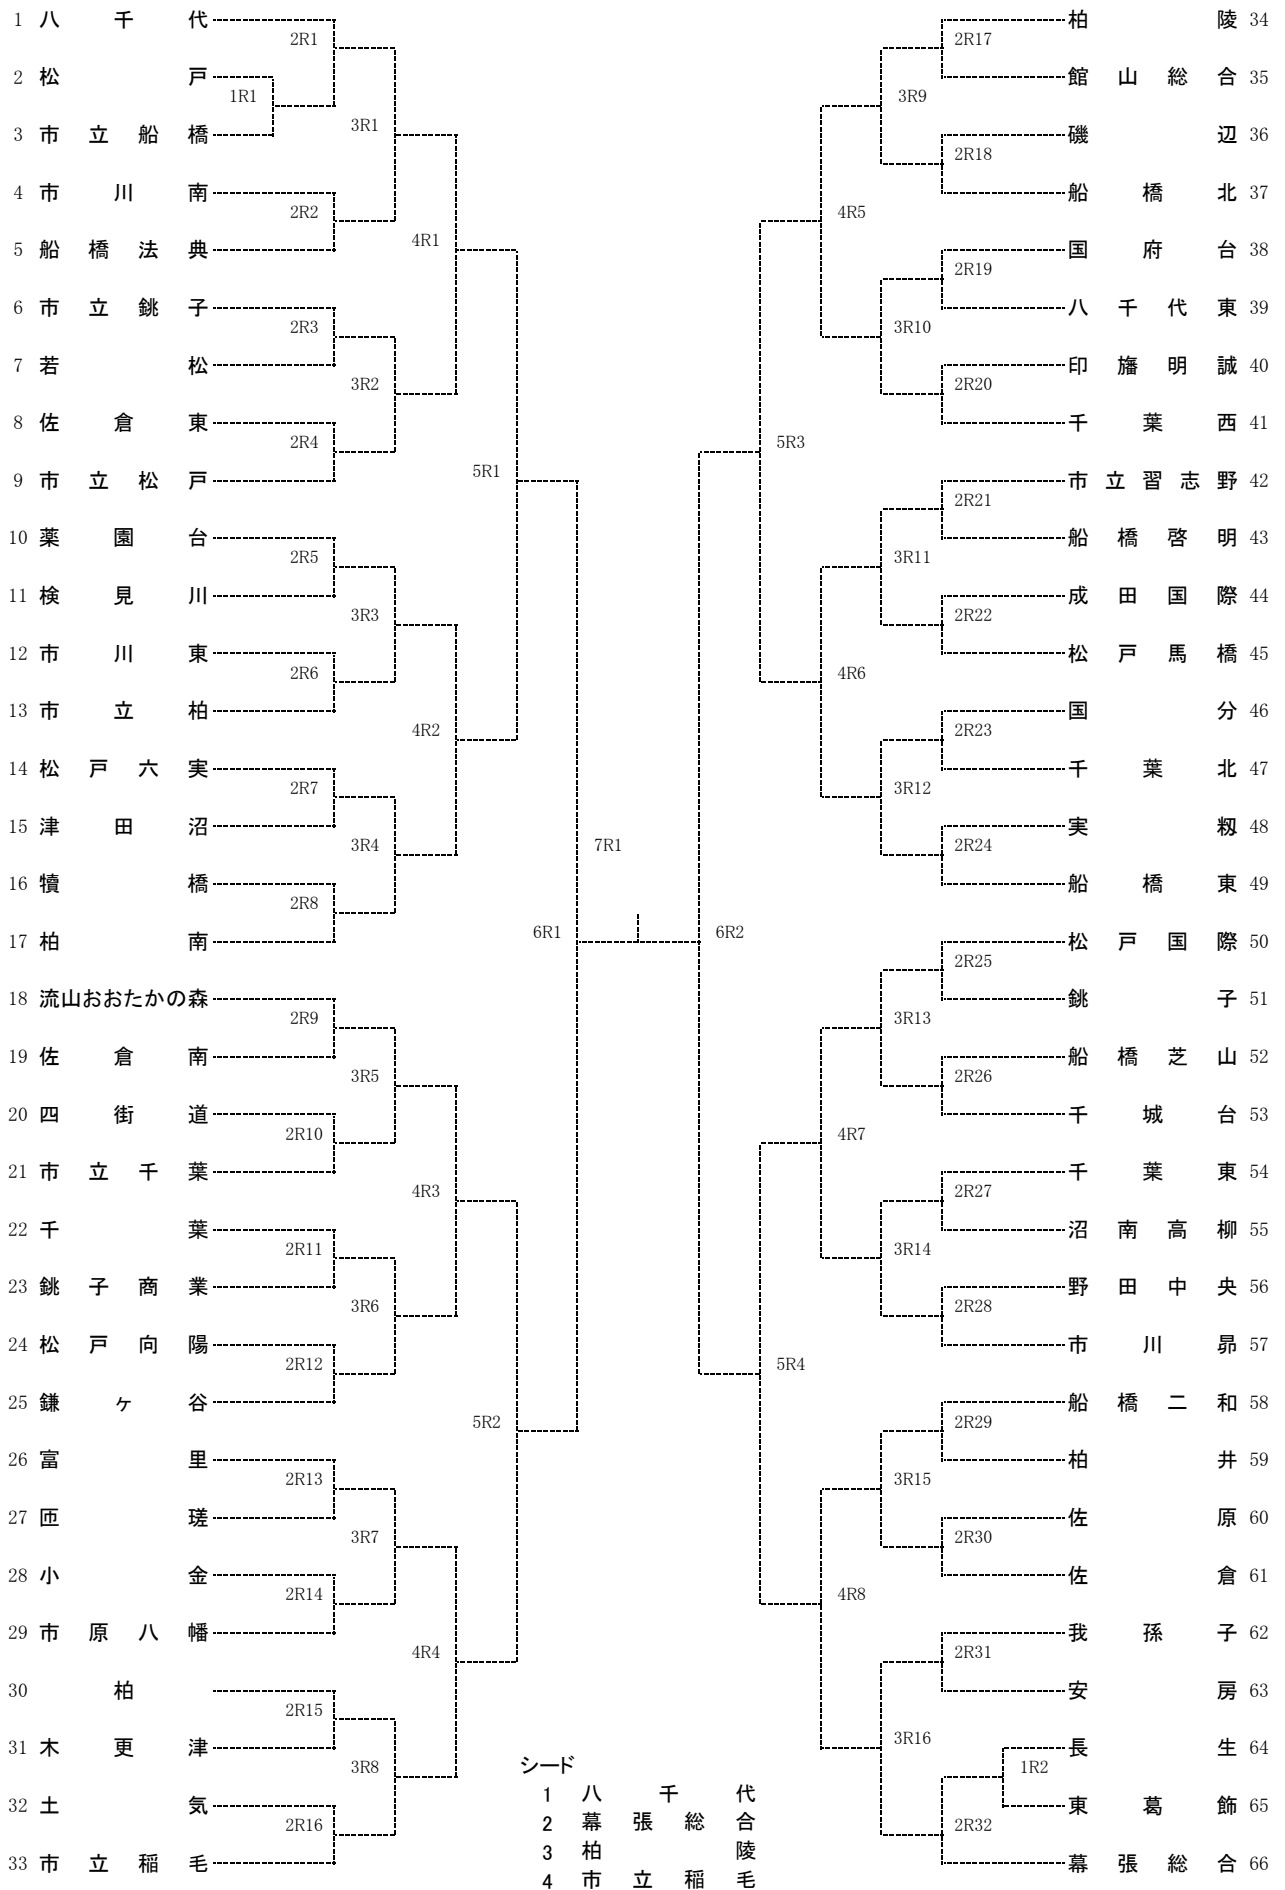 1 八千代
2R1
2 松戸
1R1
3 市立船橋
3R1
4 市川南
2R2
5 船橋法典
4R1
6 市立銚子
2R3
7 若松
3R2
8 佐倉東
2R4
9 市立松戸
5R1
10 薬園台
2R5
11 検見川
3R3
12 市川東
2R6
13 市立柏
4R2
14 松戸六実
2R7
15 津田沼
3R4
16 犢橋
2R8
17 柏南
6R1
18 流山おおたかの森
2R9
19 佐倉南
3R5
20 四街道
2R10
21 市立千葉
4R3
22 千葉
2R11
23 銚子商業
3R6
24 松戸向陽
2R12
25 鎌ヶ谷
5R2
26 富里
2R13
27 匝瑳
3R7
28 小金
2R14
29 市原八幡
4R4
30 柏
2R15
31 木更津
3R8
32 土気
2R16
33 市立稲毛
7R1
柏陵 34
2R17
館山総合 35
3R9
磯辺 36
2R18
船橋北 37
4R5
国府台 38
2R19
八千代東 39
3R10
印旛明誠 40
2R20
千葉西 41
5R3
市立習志野 42
2R21
船橋啓明 43
3R11
成田国際 44
2R22
松戸馬橋 45
4R6
国分 46
2R23
千葉北 47
3R12
実籾 48
2R24
船橋東 49
6R2
松戸国際 50
2R25
銚子 51
3R13
船橋芝山 52
2R26
千城台 53
4R7
千葉東 54
2R27
沼南高柳 55
3R14
野田中央 56
2R28
市川昴 57
5R4
船橋二和 58
2R29
柏井 59
3R15
佐原 60
2R30
佐倉 61
4R8
我孫子 62
2R31
安房 63
3R16
長生 64
1R2
東葛飾 65
2R32
幕張総合 66
シード
1 八千代
2 幕張総合
3 柏陵
4 市立稲毛